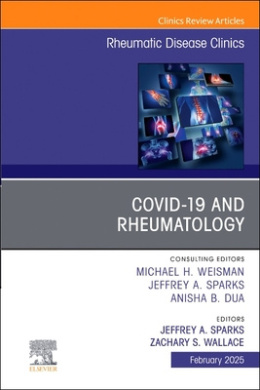 Clinics Review Articles
Rheumatic Disease Clinics
COVID-19 AND
RHEUMATOLOGY
CONSULTING EDITORS
MICHAEL H. WEISMAN
JEFFREY A. SPARKS
ANISHA B. DUA
EDITORS
JEFFREY A. SPARKS
ZACHARY S. WALLACE
ELSEVIER
February 2025